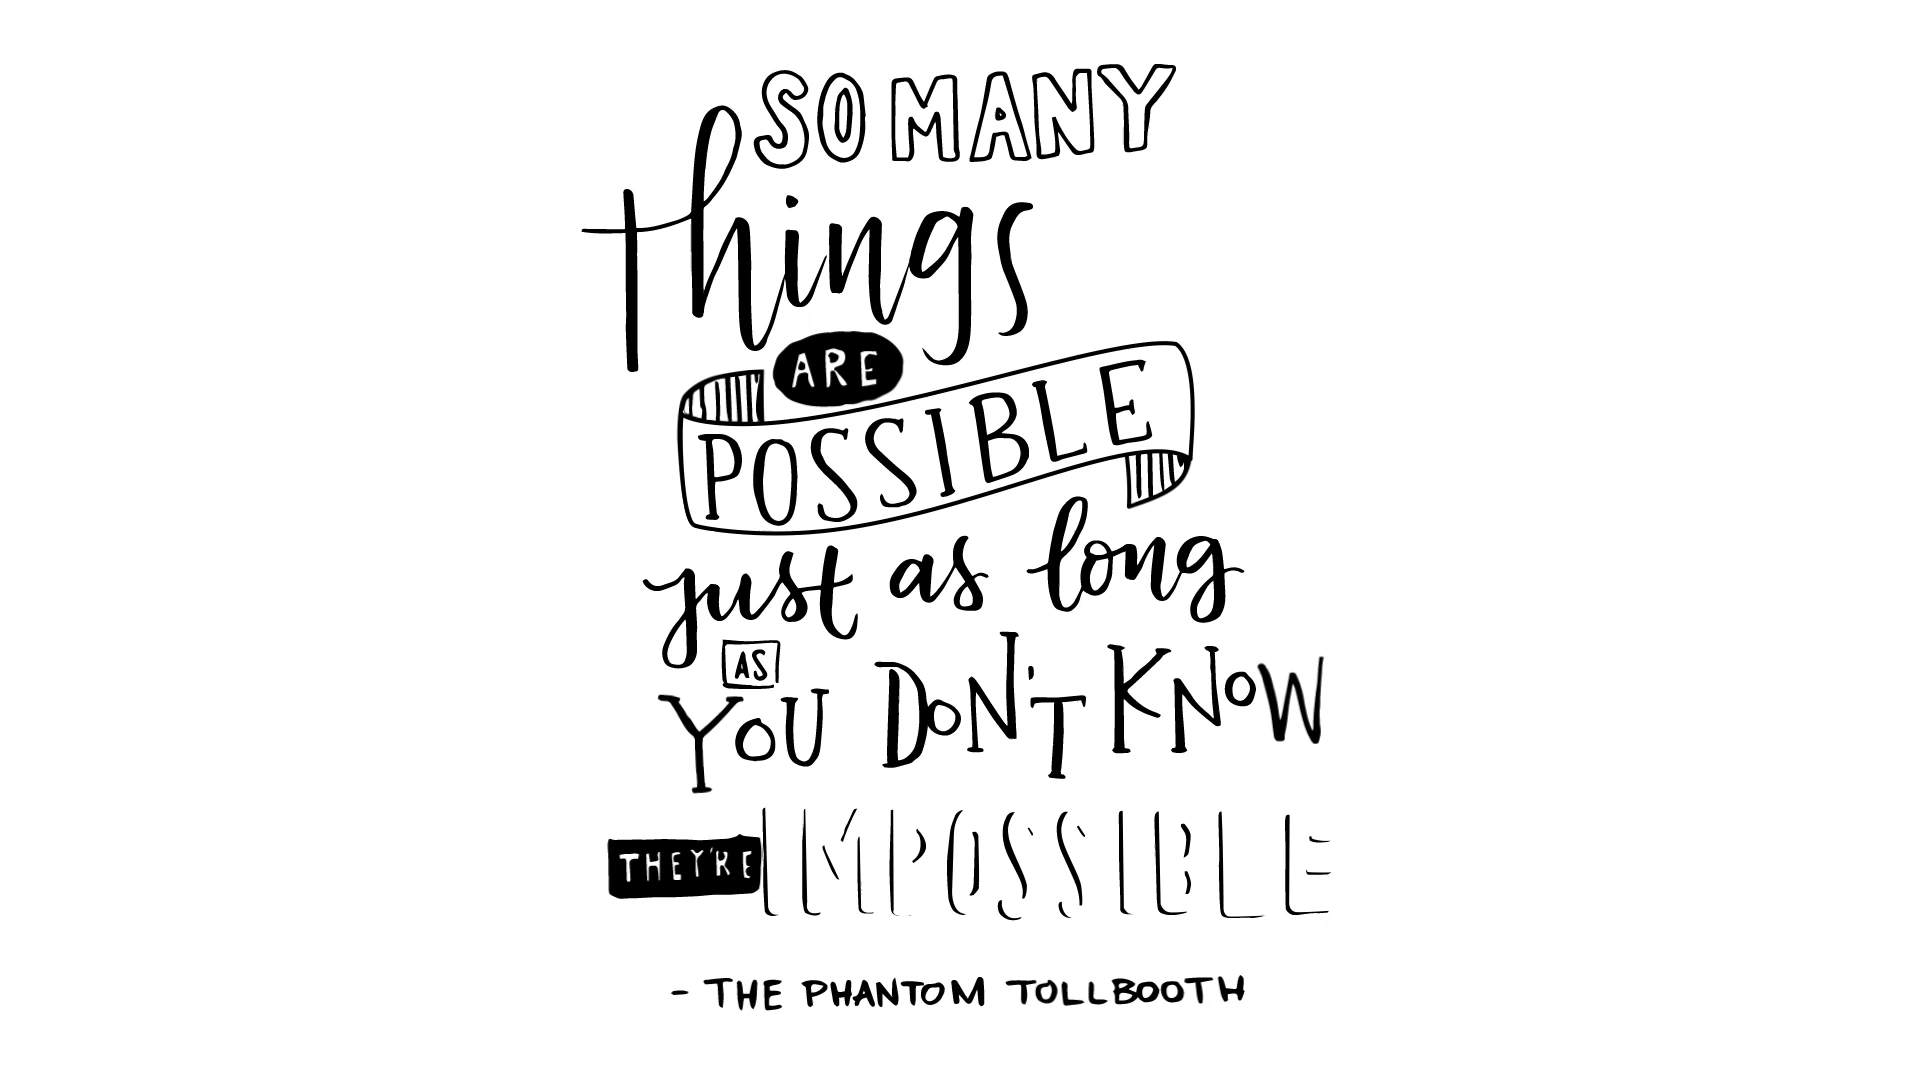 SO MANY
things
ARE
POSSIBLE
just as long
AS
YOU DON'T KNOW
THEY'RE IMPOSSIBLE
- THE PHANTOM TOLLBOOTH